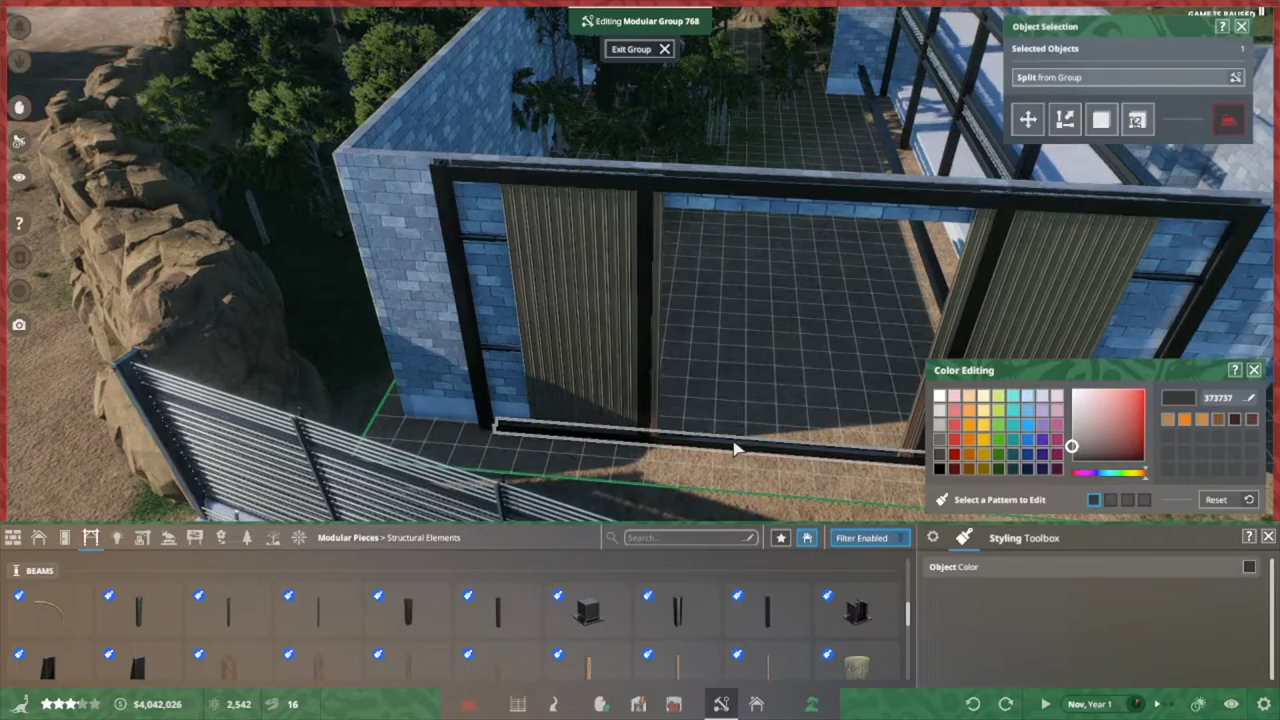 Editing Modular Group 768
Exit Group
GAME IS PAUSED
Object Selection
?
Selected Objects 1
Split from Group
Color Editing
?
373737
Select a Pattern to Edit
Reset
Modular Pieces > Structural Elements
Search...
Filter Enabled
Styling Toolbox
?
BEAMS
Object Color
?
$4,042,026
2,542
16
Nov, Year 1